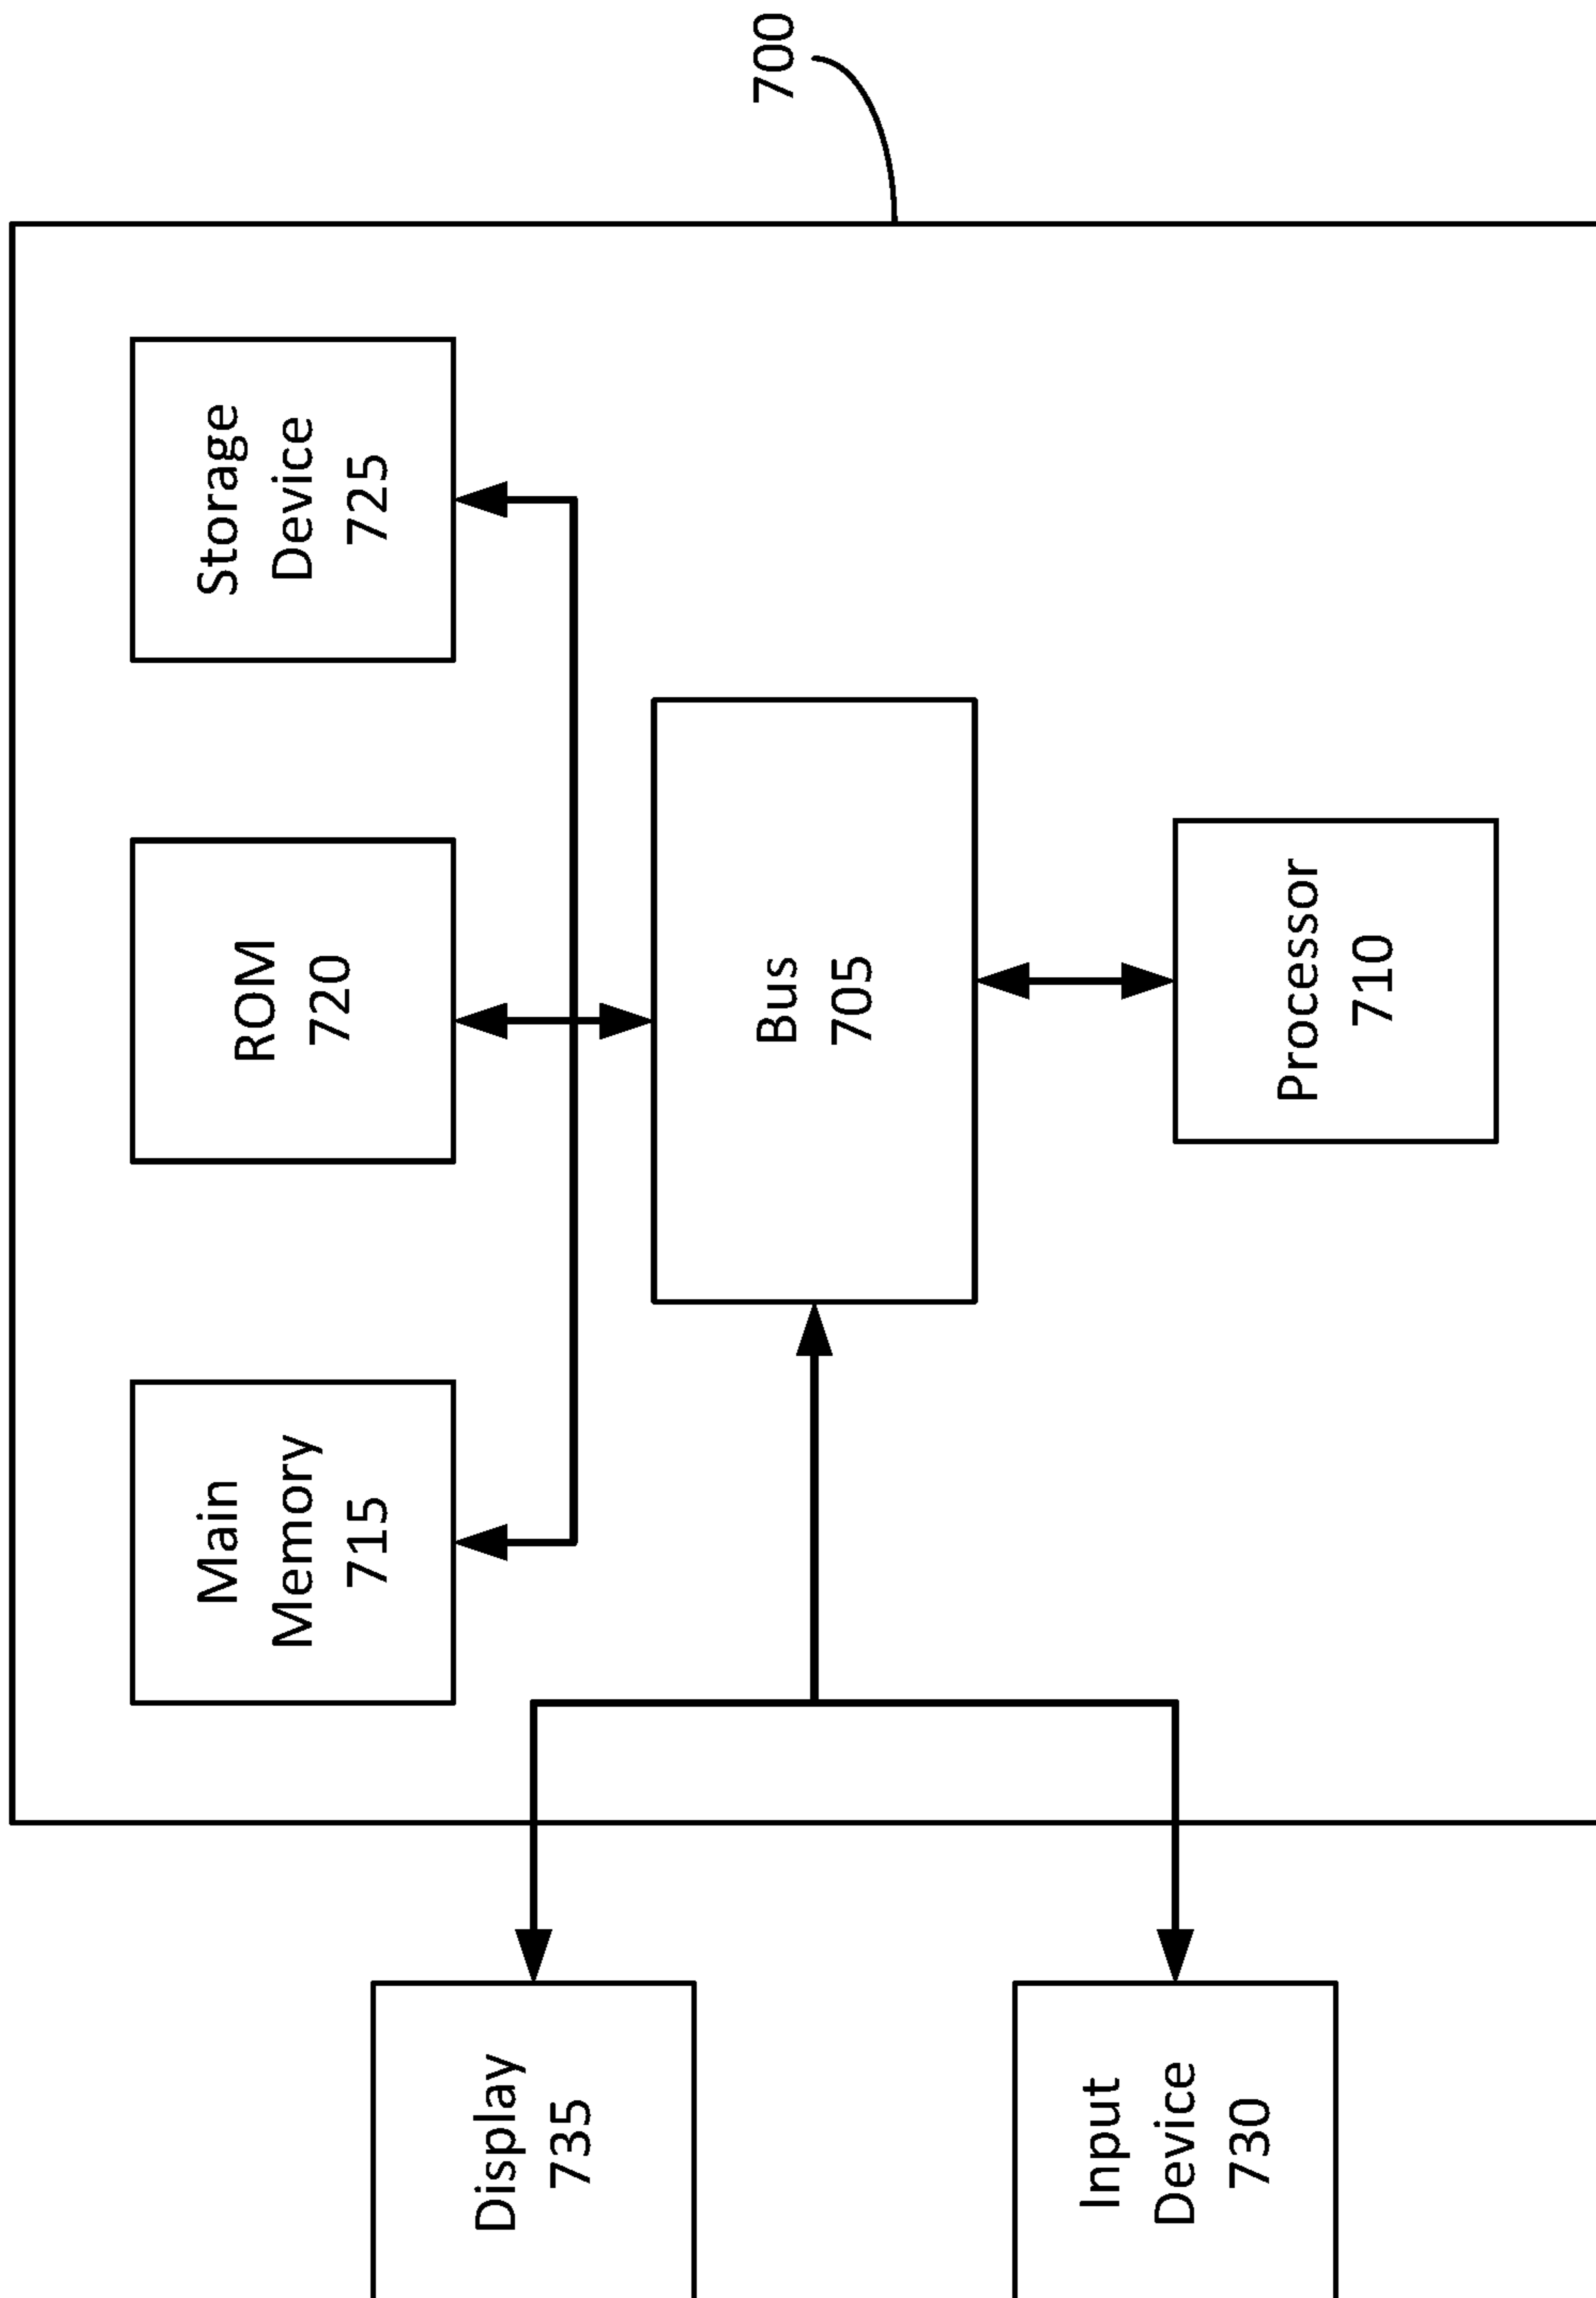 700
Main
Memory
715
ROM
720
Storage
Device
725
Display
735
Bus
705
Input
Device
730
Processor
710